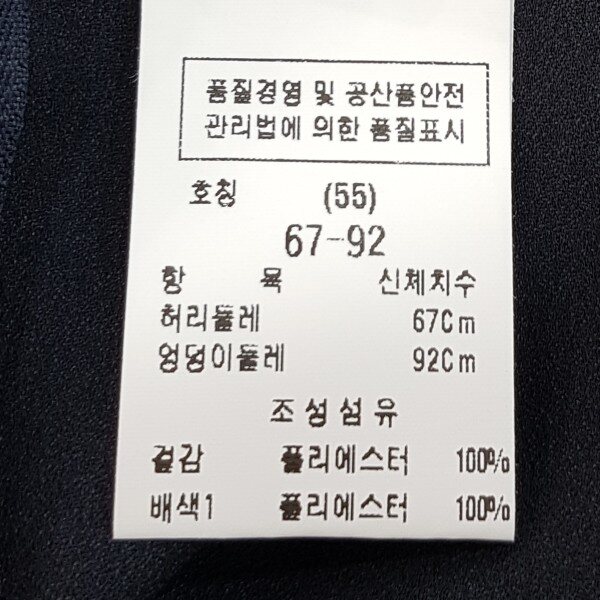 품질경영 및 공산품안전
관리법에 의한 품질표시
호칭 (55)
67-92
항 목 신체치수
허리둘레 67Cm
엉덩이둘레 92Cm
조성섬유
겉감 폴리에스터 100%
배색1 폴리에스터 100%